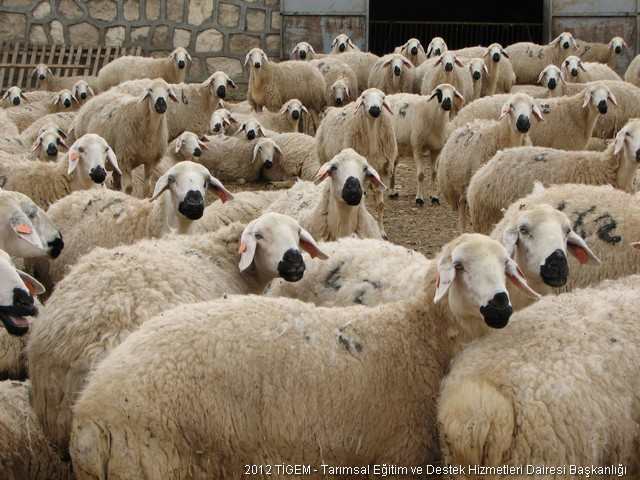 2012 TİGEM - Tarımsal Eğitim ve Destek Hizmetleri Dairesi Başkanlığı